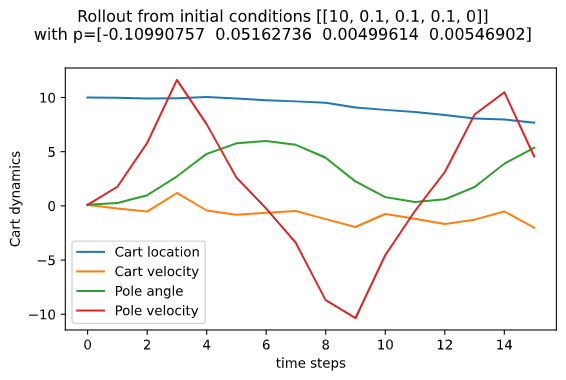 Rollout from initial conditions [[10, 0.1, 0.1, 0.1, 0]]
with p=[-0.10990757 0.05162736 0.00499614 0.00546902]
Cart dynamics
10
5
0
−5
−10
Cart location
Cart velocity
Pole angle
Pole velocity
0 2 4 6 8 10 12 14
time steps